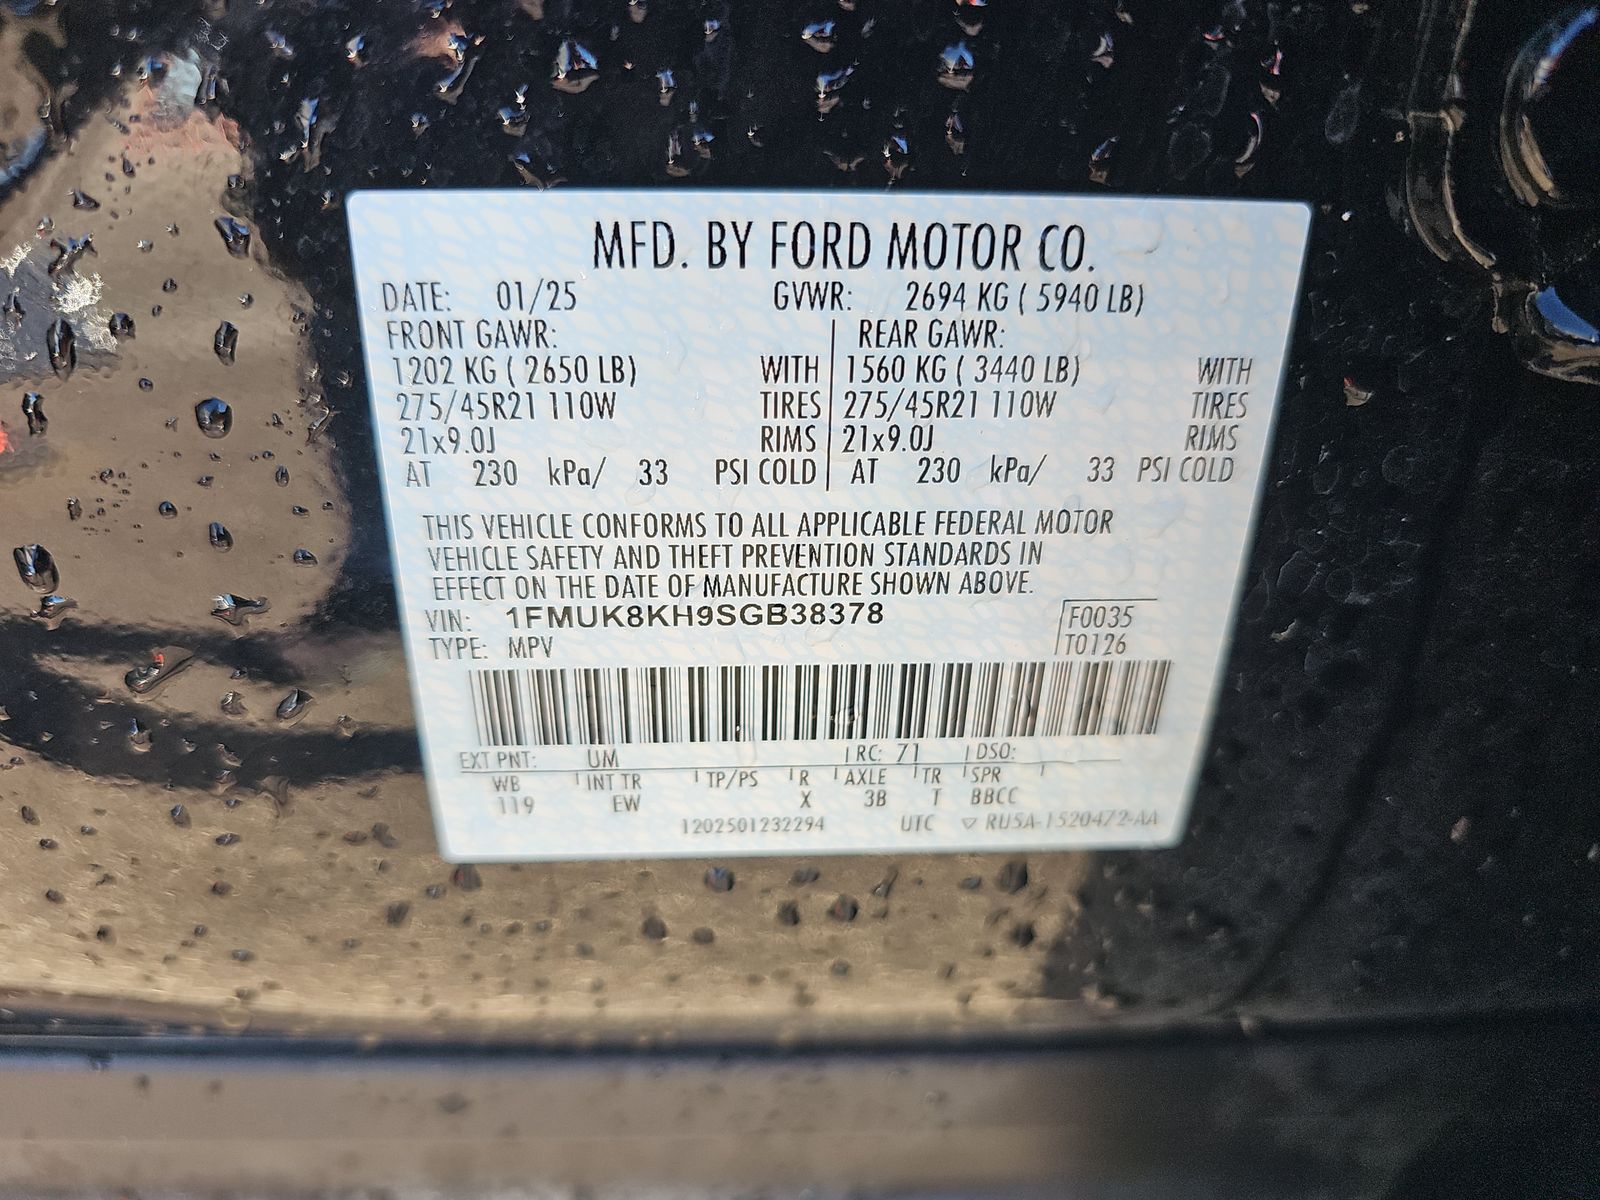 MFD. BY FORD MOTOR CO.
DATE: 01/25 GVWR: 2694 KG ( 5940 LB)
FRONT GAWR: REAR GAWR:
1202 KG ( 2650 LB) WITH 1560 KG ( 3440 LB) WITH
275/45R21 110W TIRES 275/45R21 110W TIRES
21x9.0J RIMS 21x9.0J RIMS
AT 230 kPa/ 33 PSI COLD AT 230 kPa/ 33 PSI COLD
THIS VEHICLE CONFORMS TO ALL APPLICABLE FEDERAL MOTOR
VEHICLE SAFETY AND THEFT PREVENTION STANDARDS IN
EFFECT ON THE DATE OF MANUFACTURE SHOWN ABOVE.
VIN: 1FMUK8KH9SGB38378 F0035
TYPE: MPV T0126
EXT PNT: UM RC: 71 DSO:
WB INT TR TP/PS R AXLE TR SPR
119 EW X 3B T BBCC
1202501232294 UTC ▽ RU5A-1520472-AA